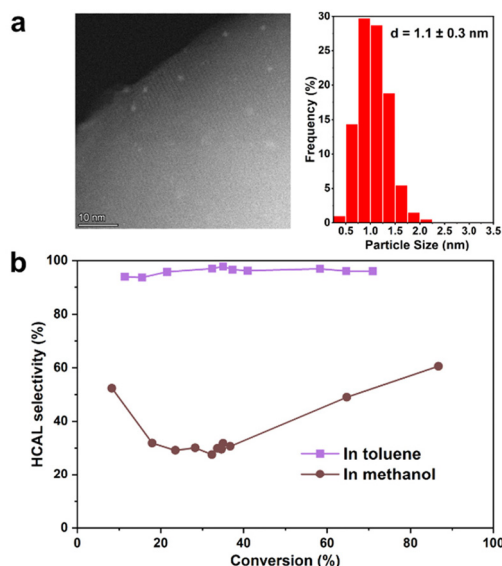 a
10 nm
d = 1.1 ± 0.3 nm
Frequency (%)
30
25
20
15
10
5
0
0.5 1.0 1.5 2.0 2.5 3.0 3.5
Particle Size (nm)
b
HCAL selectivity (%)
100
80
60
40
20
0
In toluene
In methanol
0 20 40 60 80 100
Conversion (%)